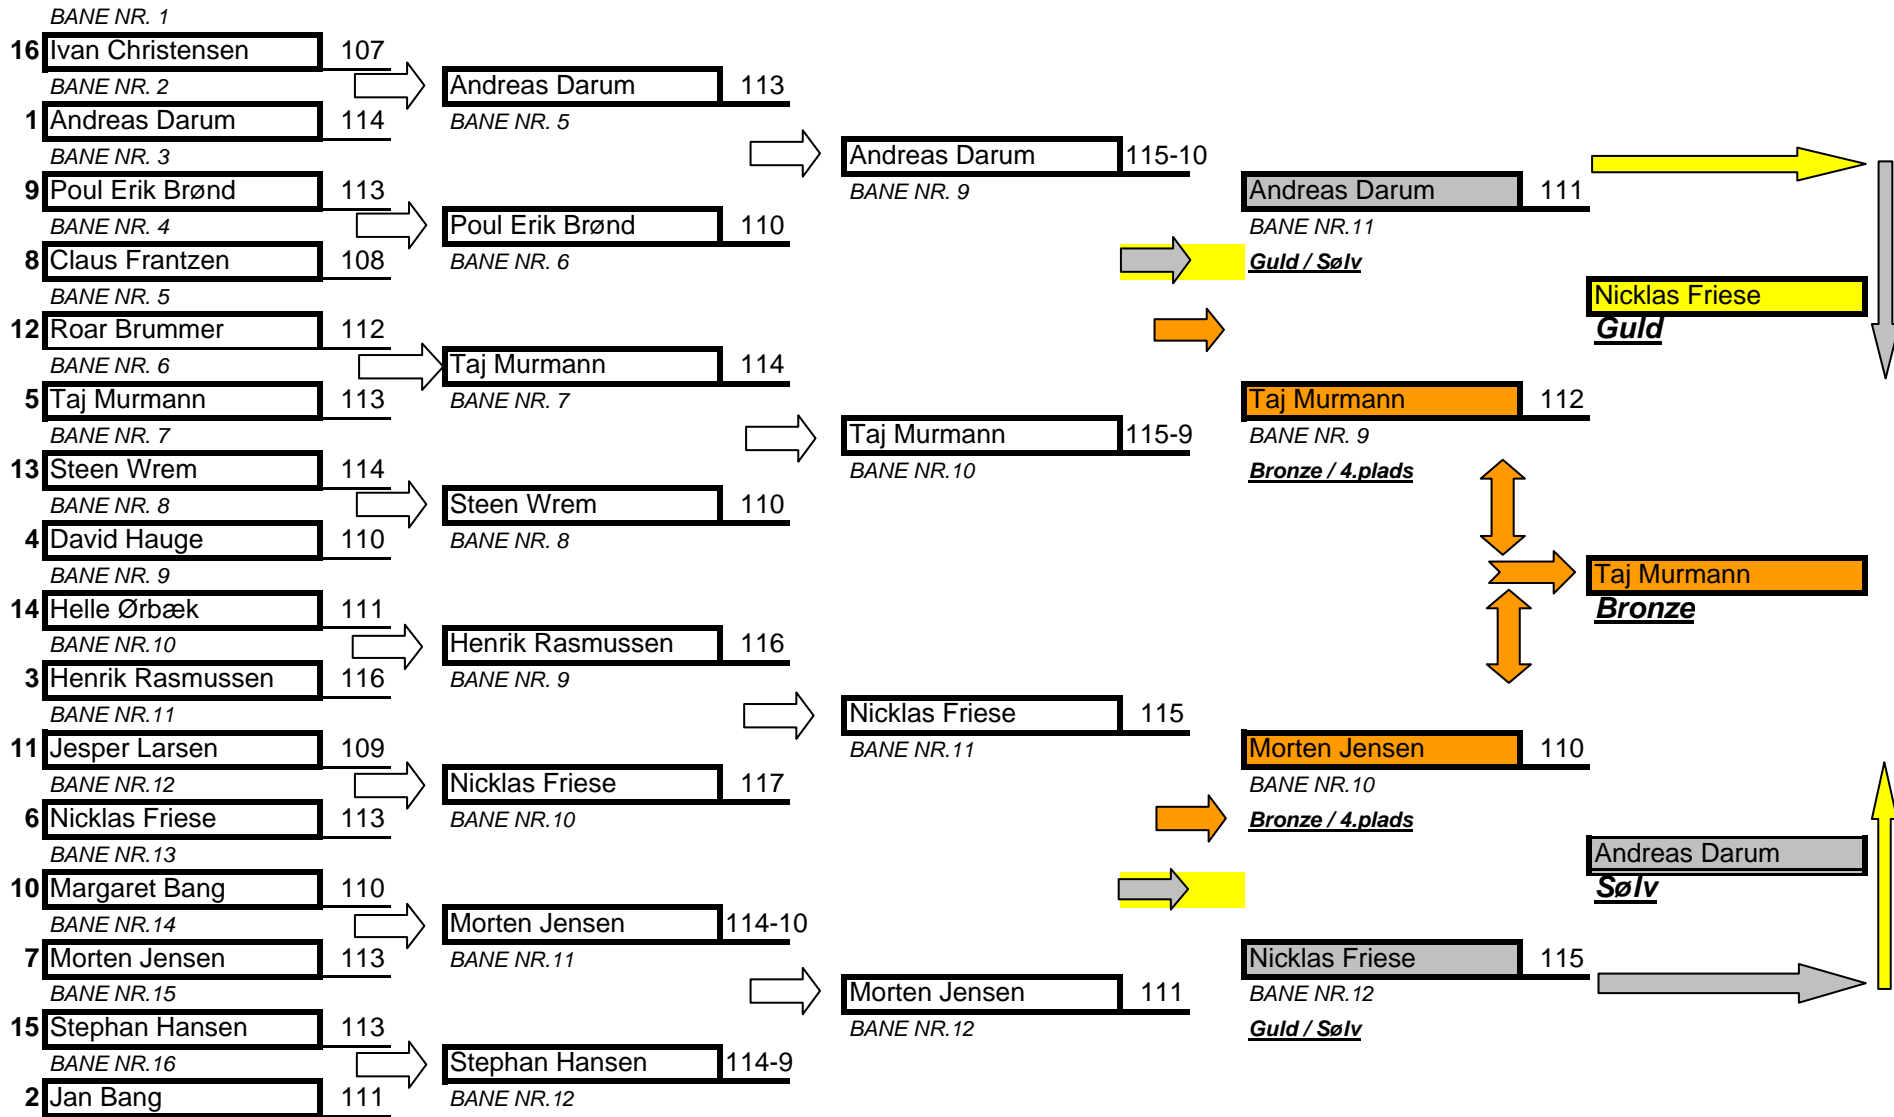 BANE NR. 1
16 Ivan Christensen 107
BANE NR. 2
1 Andreas Darum 114
BANE NR. 3
9 Poul Erik Brønd 113
BANE NR. 4
8 Claus Frantzen 108
BANE NR. 5
12 Roar Brummer 112
BANE NR. 6
5 Taj Murmann 113
BANE NR. 7
13 Steen Wrem 114
BANE NR. 8
4 David Hauge 110
BANE NR. 9
14 Helle Ørbæk 111
BANE NR.10
3 Henrik Rasmussen 116
BANE NR.11
11 Jesper Larsen 109
BANE NR.12
6 Nicklas Friese 113
BANE NR.13
10 Margaret Bang 110
BANE NR.14
7 Morten Jensen 113
BANE NR.15
15 Stephan Hansen 113
BANE NR.16
2 Jan Bang 111
Andreas Darum 113
BANE NR. 5
Poul Erik Brønd 110
BANE NR. 6
Taj Murmann 114
BANE NR. 7
Steen Wrem 110
BANE NR. 8
Henrik Rasmussen 116
BANE NR. 9
Nicklas Friese 117
BANE NR.10
Morten Jensen 114-10
BANE NR.11
Stephan Hansen 114-9
BANE NR.12
Andreas Darum 115-10
BANE NR. 9
Taj Murmann 115-9
BANE NR.10
Nicklas Friese 115
BANE NR.11
Morten Jensen 111
BANE NR.12
Andreas Darum 111
BANE NR.11
Guld / Sølv
Taj Murmann 112
BANE NR. 9
Bronze / 4.plads
Morten Jensen 110
BANE NR.10
Bronze / 4.plads
Nicklas Friese 115
BANE NR.12
Guld / Sølv
Nicklas Friese
Guld
Taj Murmann
Bronze
Andreas Darum
Sølv